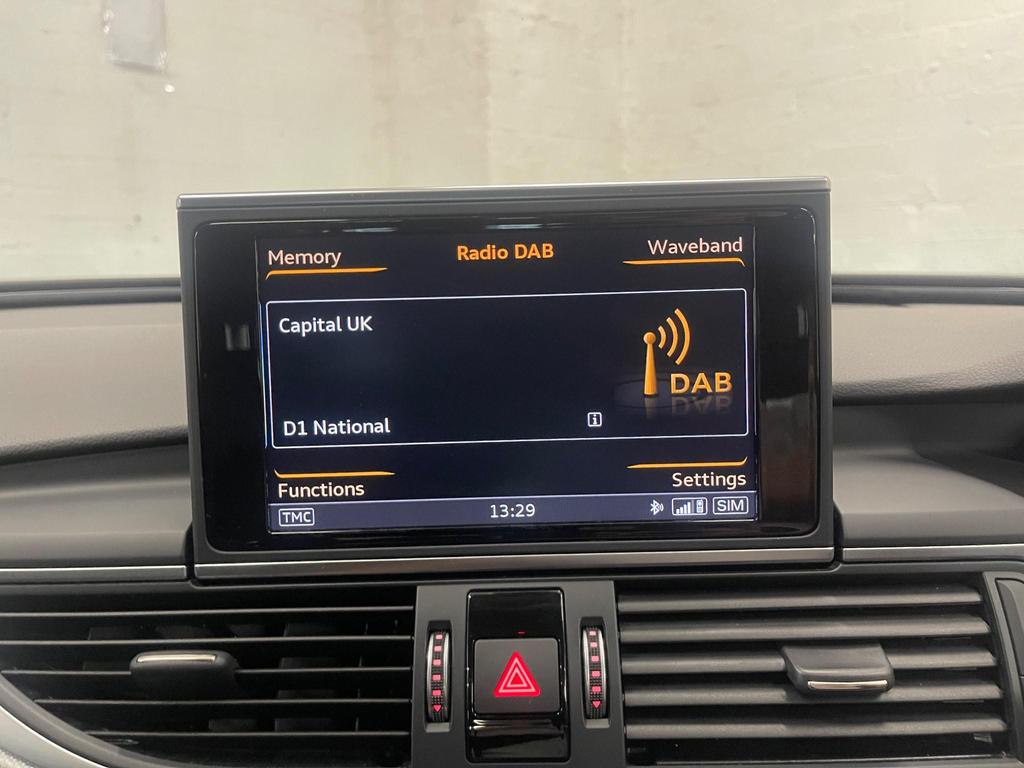 Memory Radio DAB Waveband
Capital UK
DAB
D1 National
Functions Settings
TMC 13:29 SIM